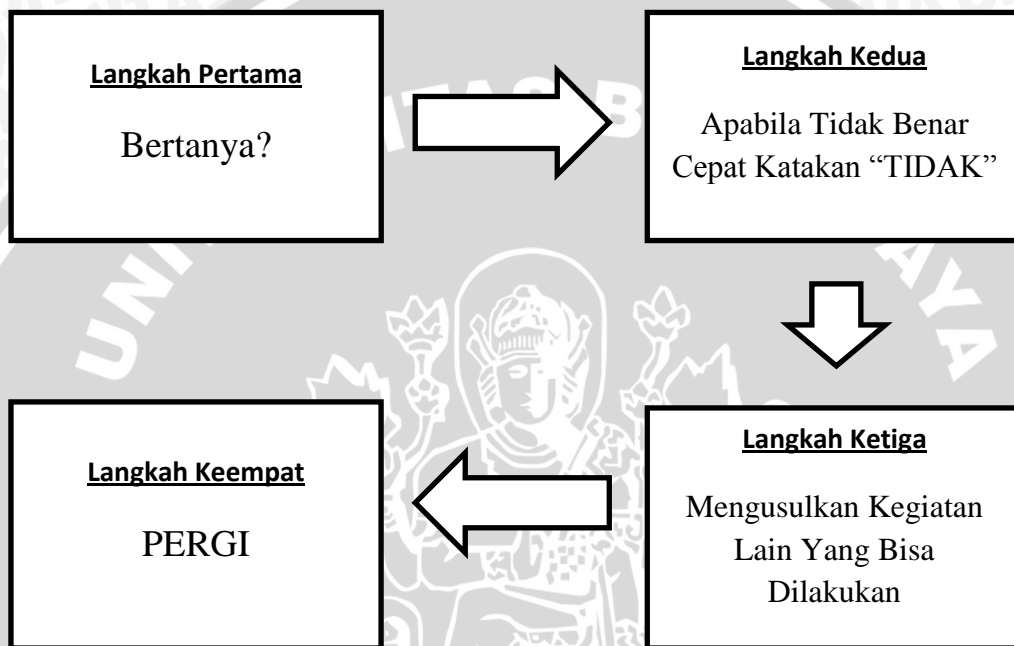 Langkah Pertama
Bertanya?
Langkah Kedua
Apabila Tidak Benar
Cepat Katakan “TIDAK”
Langkah Ketiga
Mengusulkan Kegiatan
Lain Yang Bisa
Dilakukan
Langkah Keempat
PERGI